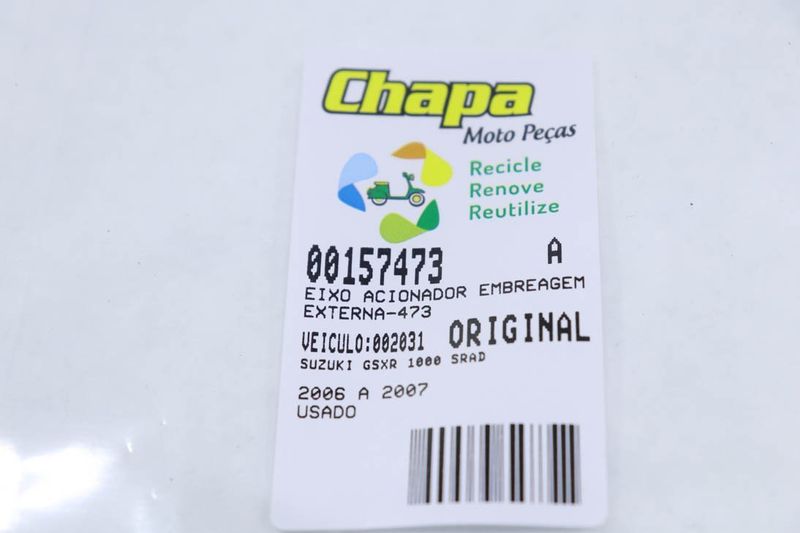 Chapa
Moto Peças
Recicle
Renove
Reutilize
00157473 A
EIXO ACIONADOR EMBREAGEM
EXTERNA-473
VEICULO:002031 ORIGINAL
SUZUKI GSXR 1000 SRAD
2006 A 2007
USADO